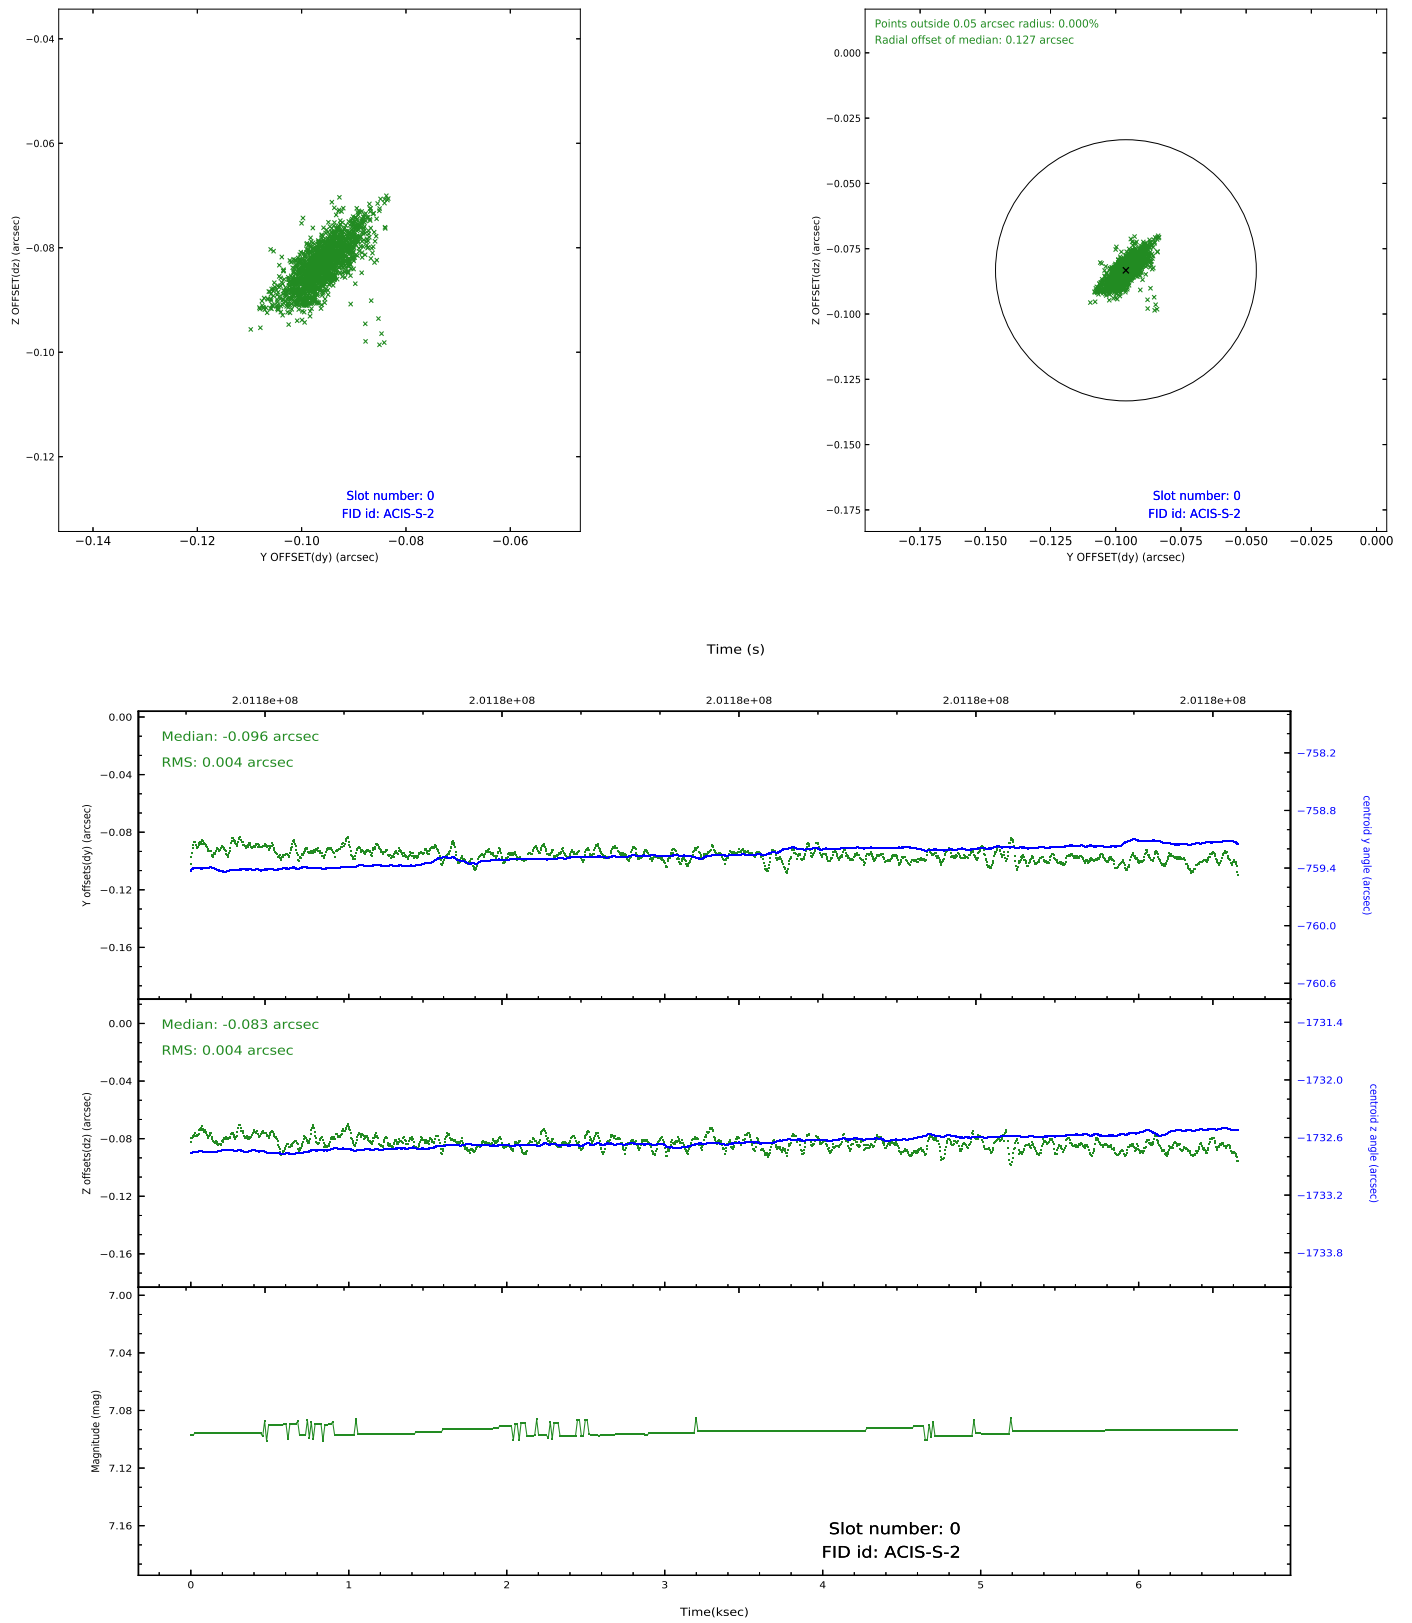 −0.04
−0.06
−0.08
−0.10
−0.12
Z OFFSET(dz) (arcsec)
Slot number: 0
FID id: ACIS-S-2
−0.14
−0.12
−0.10
−0.08
−0.06
Y OFFSET(dy) (arcsec)
Points outside 0.05 arcsec radius: 0.000%
Radial offset of median: 0.127 arcsec
0.000
−0.025
−0.050
−0.075
−0.100
−0.125
−0.150
−0.175
Z OFFSET(dz) (arcsec)
Slot number: 0
FID id: ACIS-S-2
−0.175
−0.150
−0.125
−0.100
−0.075
−0.050
−0.025
0.000
Y OFFSET(dy) (arcsec)
Time (s)
2.0118e+08
2.0118e+08
2.0118e+08
2.0118e+08
2.0118e+08
0.00
−0.04
−0.08
−0.12
−0.16
Y offsets(dy) (arcsec)
Median: -0.096 arcsec
RMS: 0.004 arcsec
−758.2
−758.8
−759.4
−760.0
−760.6
centroid y angle (arcsec)
0.00
−0.04
−0.08
−0.12
−0.16
Z offsets(dz) (arcsec)
Median: -0.083 arcsec
RMS: 0.004 arcsec
−1731.4
−1732.0
−1732.6
−1733.2
−1733.8
centroid z angle (arcsec)
7.00
7.04
7.08
7.12
7.16
Magnitude (mag)
Slot number: 0
FID id: ACIS-S-2
0
1
2
3
4
5
6
Time(ksec)